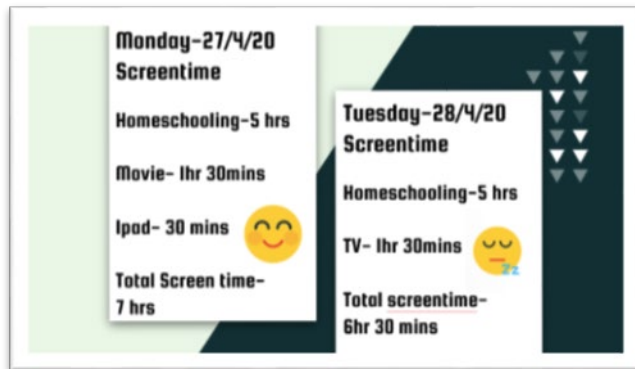 Monday-27/4/20
Screentime
Homeschooling-5 hrs
Movie- 1hr 30mins
Ipad- 30 mins
Total Screen time-
7 hrs
Tuesday-28/4/20
Screentime
Homeschooling-5 hrs
TV- 1hr 30mins
Zz
Total screentime-
6hr 30 mins